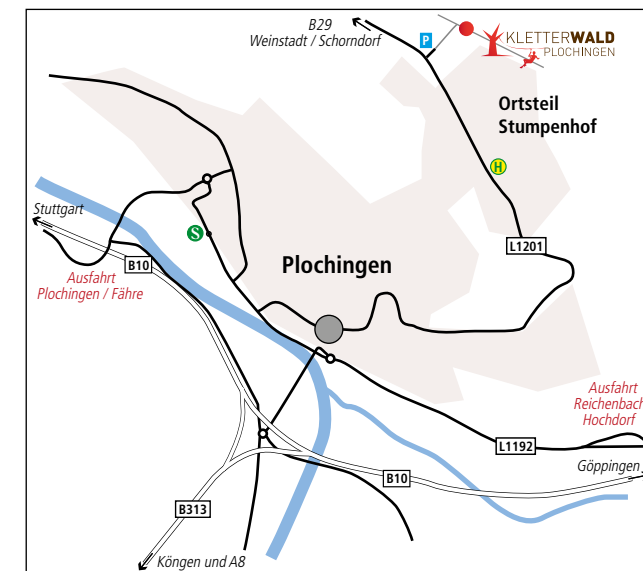 B29
Weinstadt / Schorndorf
P
KLETTERWALD
PLOCHINGEN
Ortsteil
Stumpenhof
H
Stuttgart
S
L1201
B10
Plochingen
Ausfahrt
Plochingen / Fähre
Ausfahrt
Reichenbach
Hochdorf
L1192
Göppingen
B10
B313
Köngen und A8